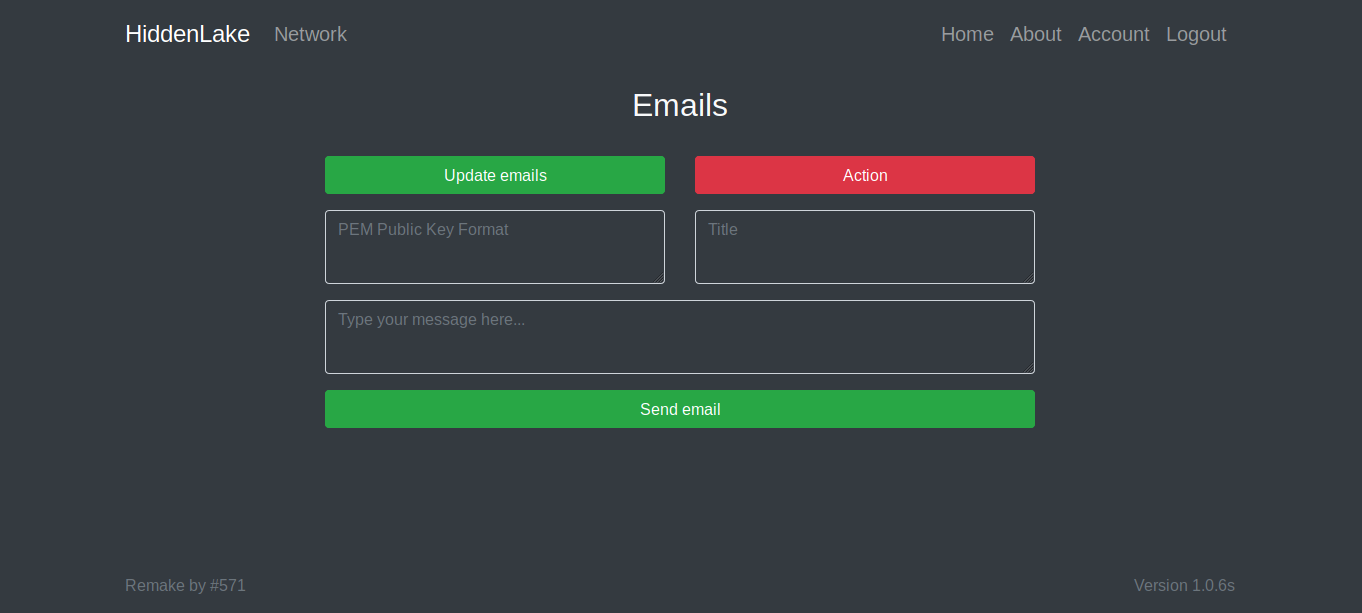 HiddenLake Network Home About Account Logout
Emails
Update emails Action
PEM Public Key Format Title
Type your message here...
Send email
Remake by #571 Version 1.0.6s